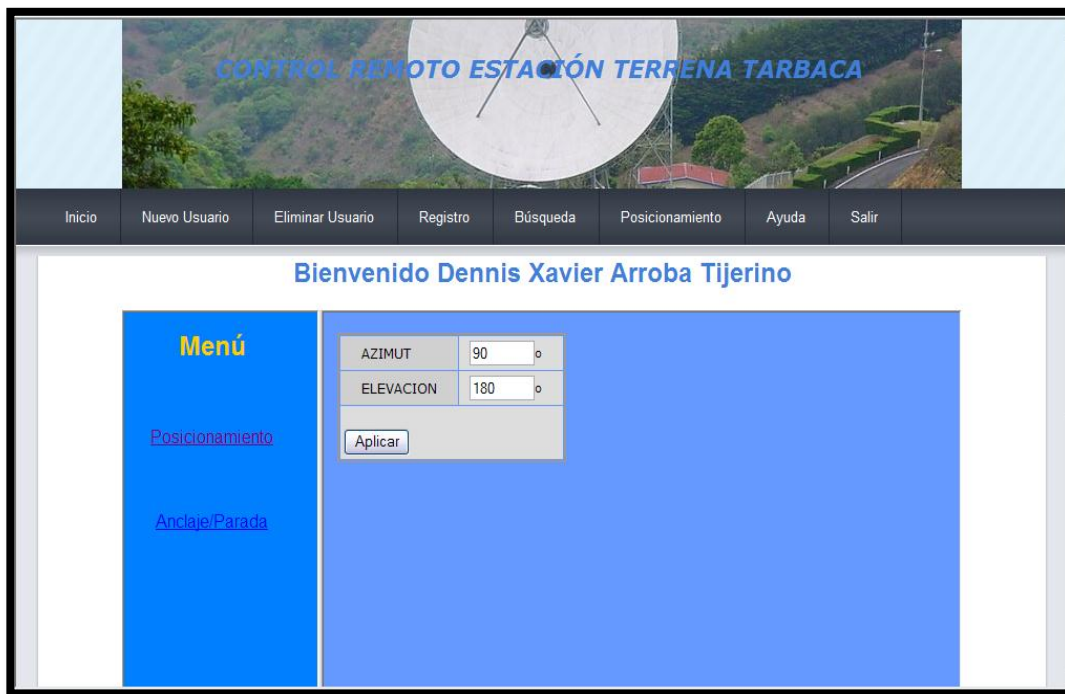 CONTROL REMOTO ESTACIÓN TERRENA TARBACA
Inicio Nuevo Usuario Eliminar Usuario Registro Búsqueda Posicionamiento Ayuda Salir
Bienvenido Dennis Xavier Arroba Tijerino
Menú
Posicionamiento
Anclaje/Parada
AZIMUT 90 º
ELEVACION 180 º
Aplicar